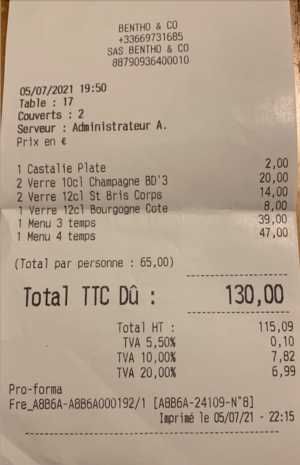 BENTHO & CO
+33669731685
SAS BENTHO & CO
88790936400010
05/07/2021 19:50
Table : 17
Couverts : 2
Serveur : Administrateur A.
Prix en €
1 Castalie Plate 2,00
2 Verre 10cl Champagne BD'3 20,00
2 Verre 12cl St Bris Corps 14,00
1 Verre 12cl Bourgogne Cote 8,00
1 Menu 3 temps 39,00
1 Menu 4 temps 47,00
(Total par personne : 65,00)
Total TTC Dû : 130,00
Total HT : 115,09
TVA 5,50% 0,10
TVA 10,00% 7,82
TVA 20,00% 6,99
Pro-forma
Fre_A8B6A-A8B6A000192/1 [A8B6A-24109-N°8]
Imprimé le 05/07/21 - 22:15